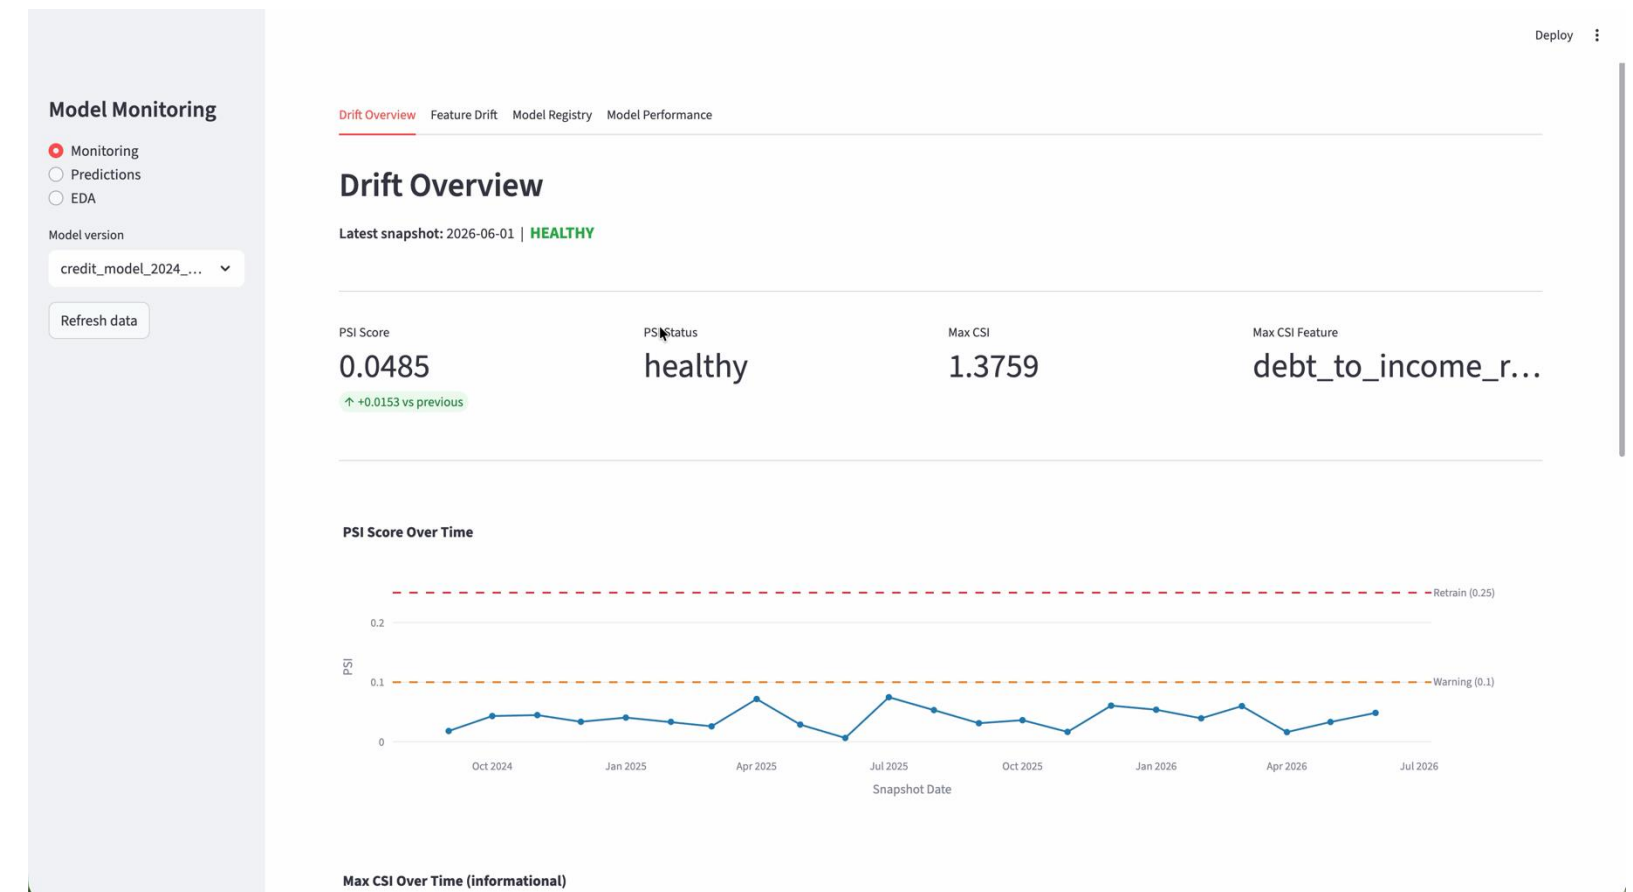 Deploy
Model Monitoring
Monitoring
Predictions
EDA
Model version
credit_model_2024_...
Refresh data
Drift Overview Feature Drift Model Registry Model Performance
Drift Overview
Latest snapshot: 2026-06-01 | HEALTHY
PSI Score PSI Status Max CSI Max CSI Feature
0.0485 healthy 1.3759 debt_to_income_r...
↑ +0.0153 vs previous
PSI Score Over Time
Retrain (0.25)
0.2
PSI
0.1 Warning (0.1)
0
Oct 2024 Jan 2025 Apr 2025 Jul 2025 Oct 2025 Jan 2026 Apr 2026 Jul 2026
Snapshot Date
Max CSI Over Time (informational)